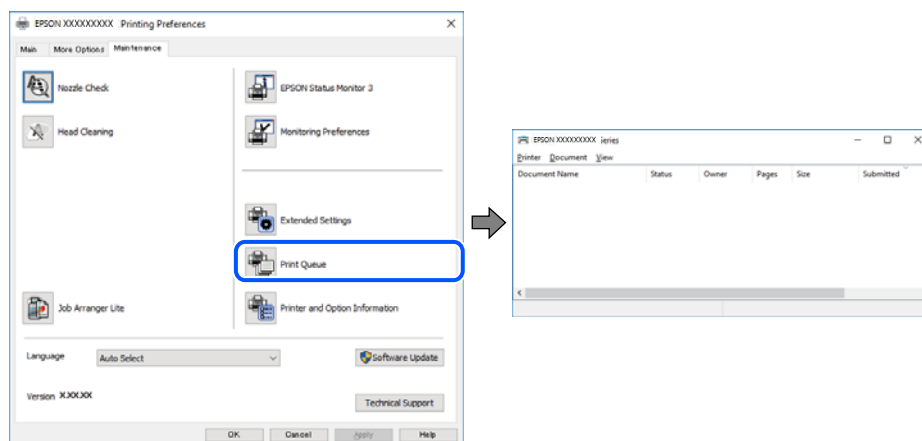 EPSON XXXXXXXXX Printing Preferences
Main More Options Maintenance
Nozzle Check
EPSON Status Monitor 3
Head Cleaning
Monitoring Preferences
Extended Settings
Print Queue
Job Arranger Lite
Printer and Option Information
Language Auto Select
Software Update
Version X.XX.XX
Technical Support
OK Cancel Apply Help
EPSON XXXXXXXXX ieries
Printer Document View
Document Name Status Owner Pages Size Submitted